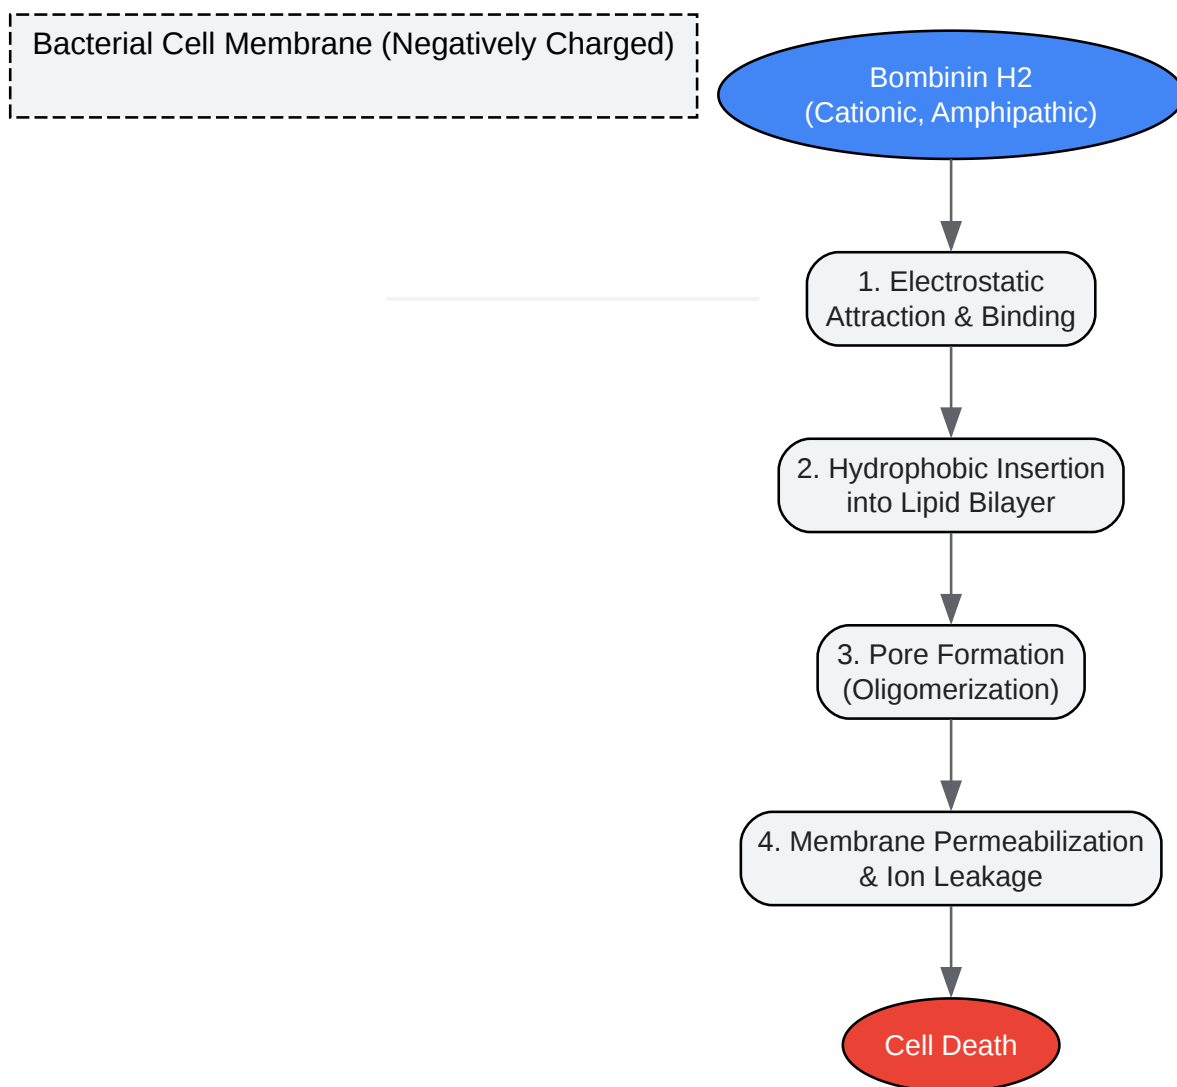 Bacterial Cell Membrane (Negatively Charged)
Bombinin H2
(Cationic, Amphipathic)
1. Electrostatic
Attraction & Binding
2. Hydrophobic Insertion
into Lipid Bilayer
3. Pore Formation
(Oligomerization)
4. Membrane Permeabilization
& Ion Leakage
Cell Death